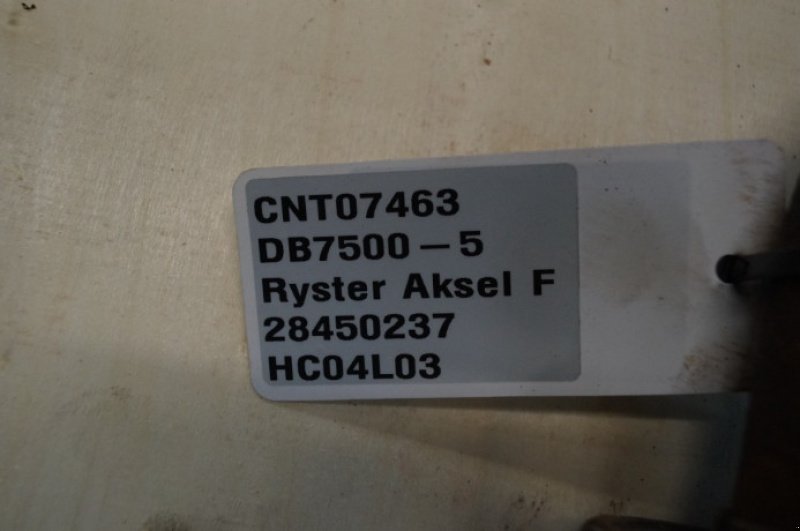 CNT07463
DB7500-5
Ryster Aksel F
28450237
HC04L03